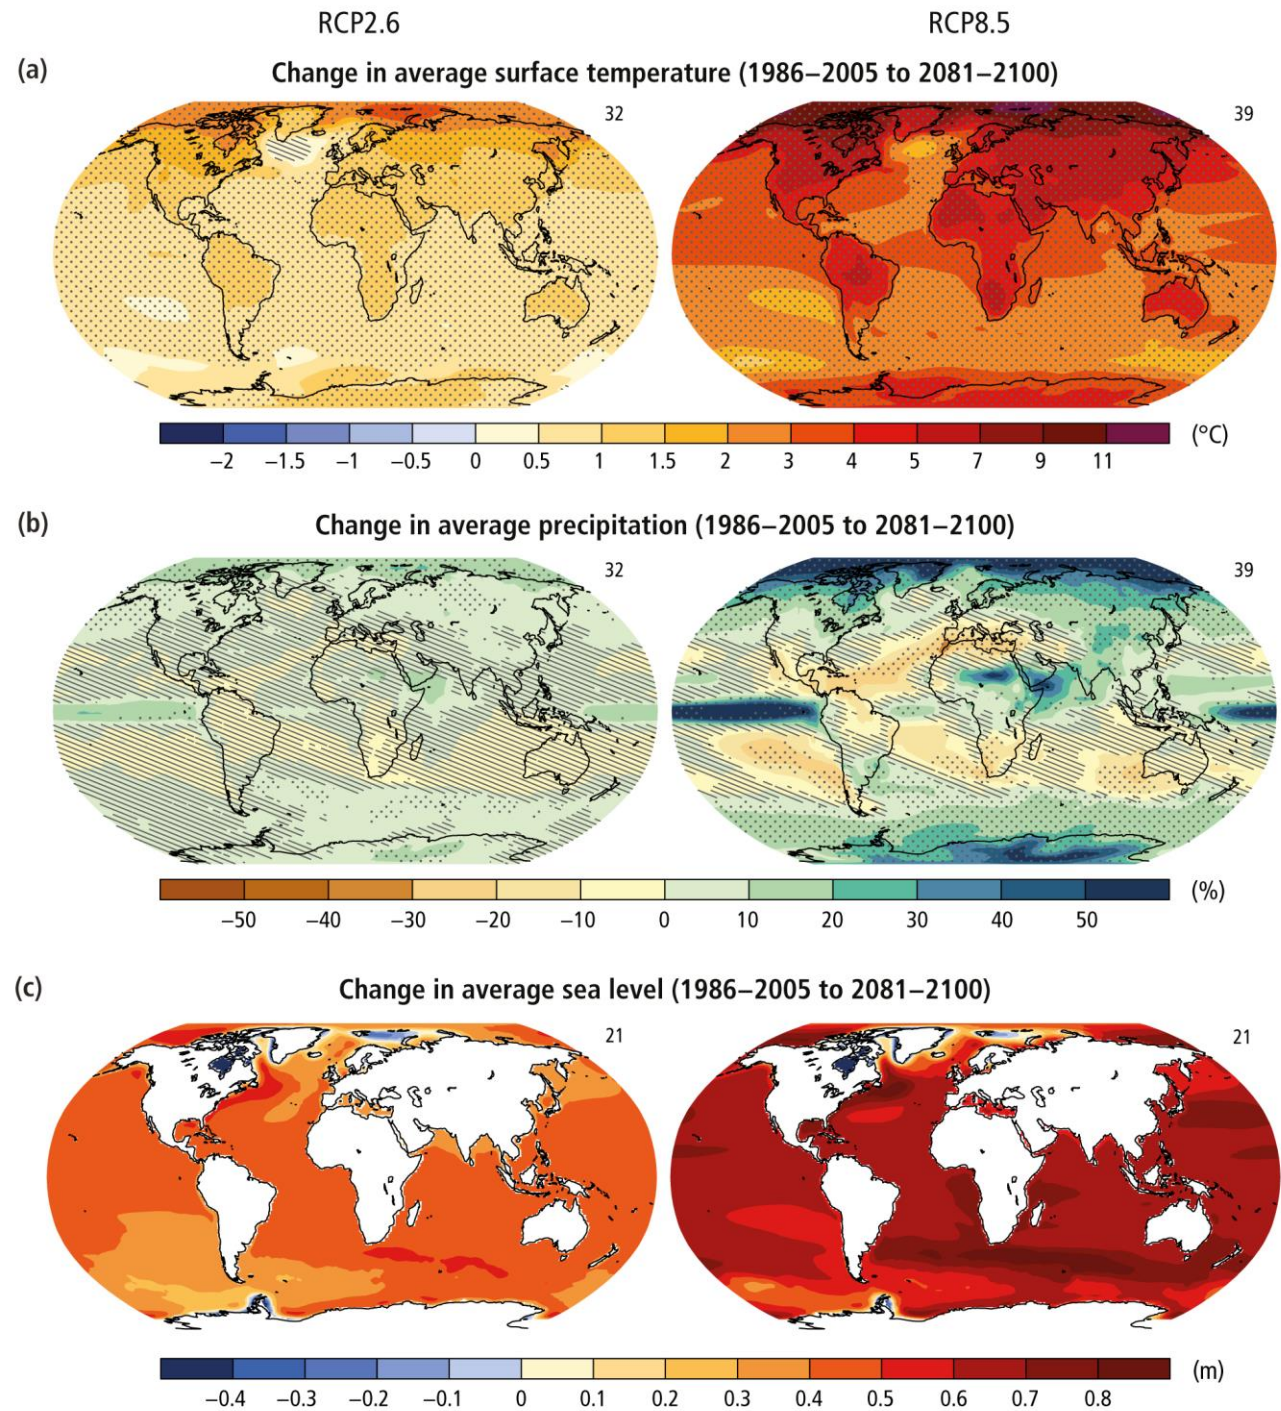 RCP2.6 RCP8.5
(a) Change in average surface temperature (1986–2005 to 2081–2100)
32 39
−2 −1.5 −1 −0.5 0 0.5 1 1.5 2 3 4 5 7 9 11 (°C)
(b) Change in average precipitation (1986–2005 to 2081–2100)
32 39
−50 −40 −30 −20 −10 0 10 20 30 40 50 (%)
(c) Change in average sea level (1986–2005 to 2081–2100)
21 21
−0.4 −0.3 −0.2 −0.1 0 0.1 0.2 0.3 0.4 0.5 0.6 0.7 0.8 (m)